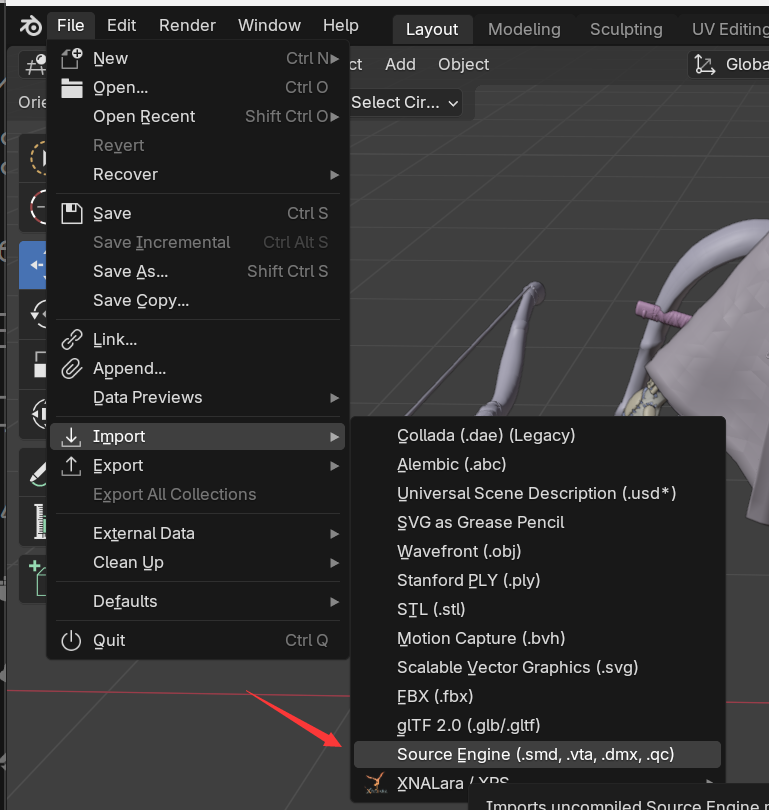 File Edit Render Window Help Layout Modeling Sculpting UV Editing
Add Object Globa
Select Cir...
New Ctrl N
Open... Ctrl O
Open Recent Shift Ctrl O
Revert
Recover
Save Ctrl S
Save Incremental Ctrl Alt S
Save As... Shift Ctrl S
Save Copy...
Link...
Append...
Data Previews
Import
Export
Export All Collections
External Data
Clean Up
Defaults
Quit Ctrl Q
Collada (.dae) (Legacy)
Alembic (.abc)
Universal Scene Description (.usd*)
SVG as Grease Pencil
Wavefront (.obj)
Stanford PLY (.ply)
STL (.stl)
Motion Capture (.bvh)
Scalable Vector Graphics (.svg)
FBX (.fbx)
glTF 2.0 (.glb/.gltf)
Source Engine (.smd, .vta, .dmx, .qc)
XNALara / XPS
Imports uncompiled Source Engine